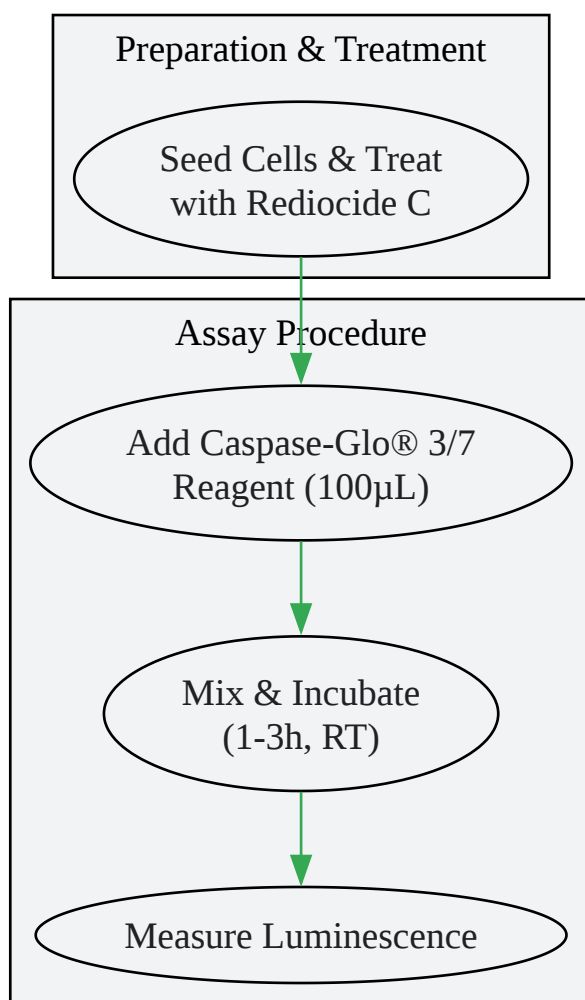 Preparation & Treatment
Seed Cells & Treat
with Rediocide C
Assay Procedure
Add Caspase-Glo® 3/7
Reagent (100µL)
Mix & Incubate
(1-3h, RT)
Measure Luminescence